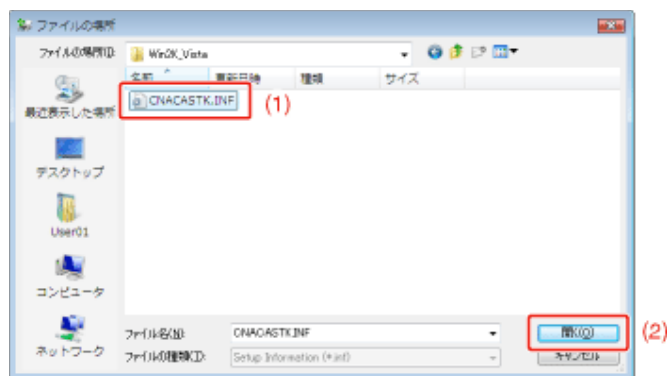 ファイルの場所
ファイルの場所(I):
Win2K_Vista
名前
更新日時
種類
サイズ
CNACASTK.INF
(1)
最近表示した場所
デスクトップ
User01
コンピュータ
ネットワーク
ファイル名(N):
CNACASTK.INF
開く(O)
(2)
ファイルの種類(T):
Setup Information (*.inf)
キャンセル